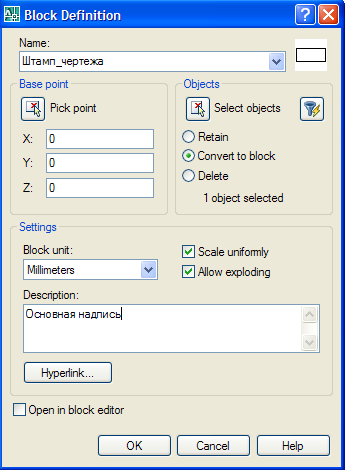 Block Definition
Name:
Штамп_чертежа
Base point
Pick point
X: 0
Y: 0
Z: 0
Objects
Select objects
Retain
Convert to block
Delete
1 object selected
Settings
Block unit:
Millimeters
Scale uniformly
Allow exploding
Description:
Основная надпись
Hyperlink...
Open in block editor
OK Cancel Help